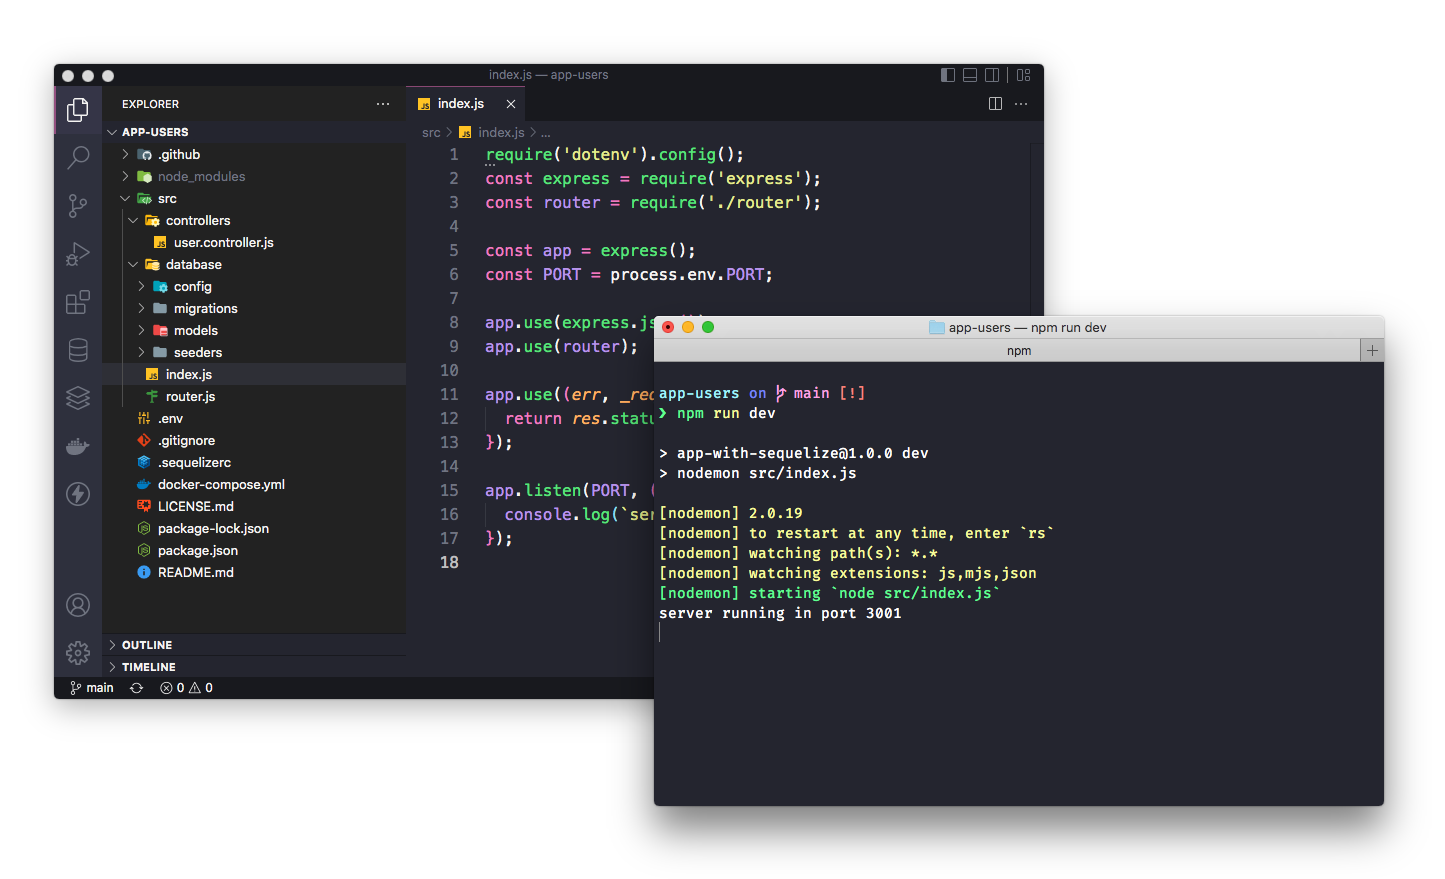 index.js — app-users
EXPLORER
APP-USERS
.github
node_modules
src
controllers
user.controller.js
database
config
migrations
models
seeders
index.js
router.js
.env
.gitignore
.sequelizerc
docker-compose.yml
LICENSE.md
package-lock.json
package.json
README.md
OUTLINE
TIMELINE
main 0 0
index.js
src > index.js > ...
1 require('dotenv').config();
2 const express = require('express');
3 const router = require('./router');
4
5 const app = express();
6 const PORT = process.env.PORT;
7
8 app.use(express.js
9 app.use(router);
10
11 app.use((err, _req
12 return res.statu
13 });
14
15 app.listen(PORT, (
16 console.log(`ser
17 });
18
app-users — npm run dev
npm
app-users on main [!]
❯ npm run dev
> app-with-sequelize@1.0.0 dev
> nodemon src/index.js
[nodemon] 2.0.19
[nodemon] to restart at any time, enter `rs`
[nodemon] watching path(s): *.*
[nodemon] watching extensions: js,mjs,json
[nodemon] starting `node src/index.js`
server running in port 3001